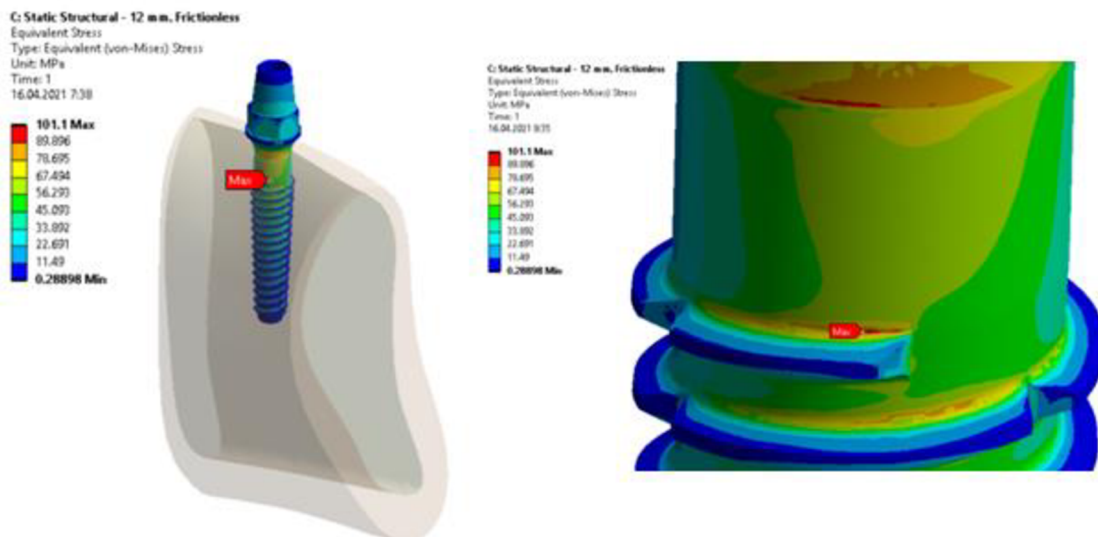 C: Static Structural - 12 mm, Frictionless
Equivalent Stress
Type: Equivalent (von-Mises) Stress
Unit: MPa
Time: 1
16.04.2021 7:38
101.1 Max
89.896
78.695
67.494
56.293
45.093
33.892
22.691
11.49
0.28898 Min
Max
C: Static Structural - 12 mm, Frictionless
Equivalent Stress
Type: Equivalent (von-Mises) Stress
Unit: MPa
Time: 1
16.04.2021
101.1 Max
89.896
78.695
67.494
56.293
45.093
33.892
22.691
11.49
0.28898 Min
Max